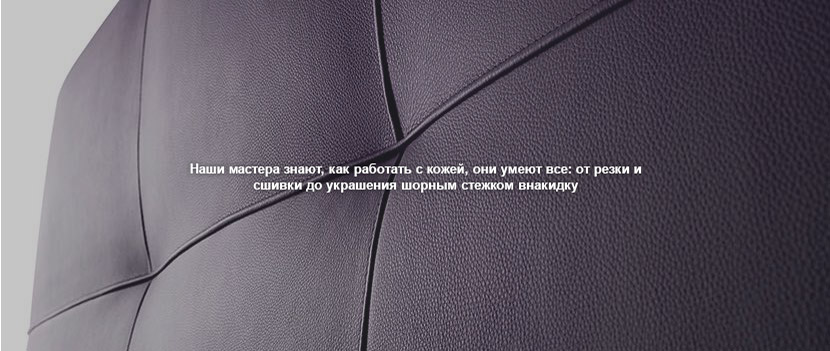 Наши мастера знают, как работать с кожей, они умеют все: от резки и
сшивки до украшения шорным стежком внакидку